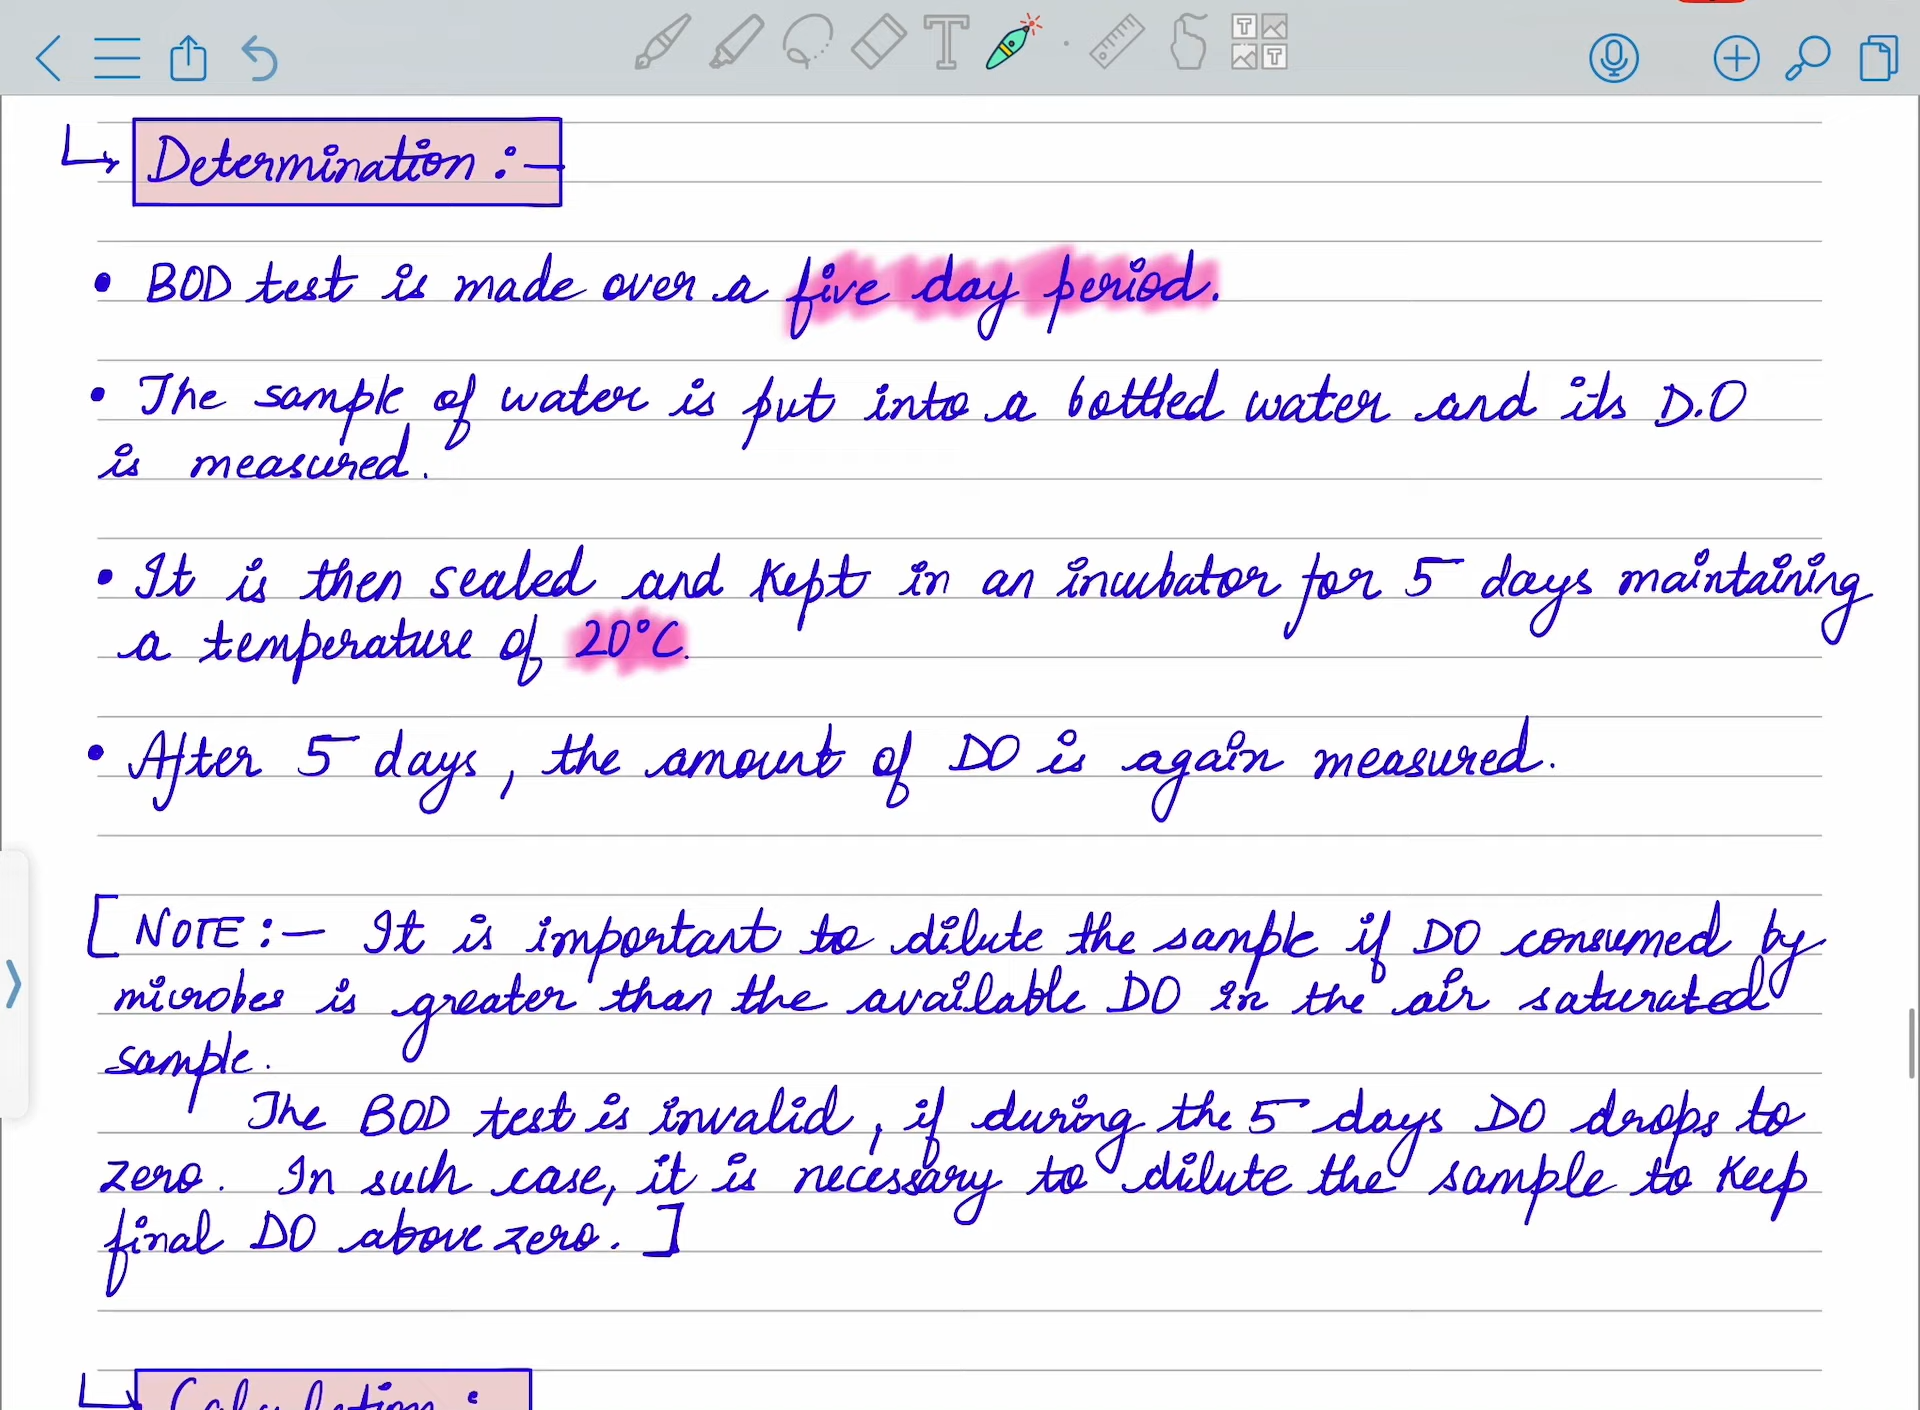 Determination :-
• BOD test is made over a five day period.
• The sample of water is put into a bottled water and its D.O
is measured.
• It is then sealed and kept in an incubator for 5 days maintaining
a temperature of 20°C.
• After 5 days, the amount of DO is again measured.
[NOTE:- It is important to dilute the sample if DO consumed by
microbes is greater than the available DO in the air saturated
sample.
The BOD test is invalid, if during the 5 days DO drops to
zero. In such case, it is necessary to dilute the sample to keep
final DO above zero.]
Calculation :